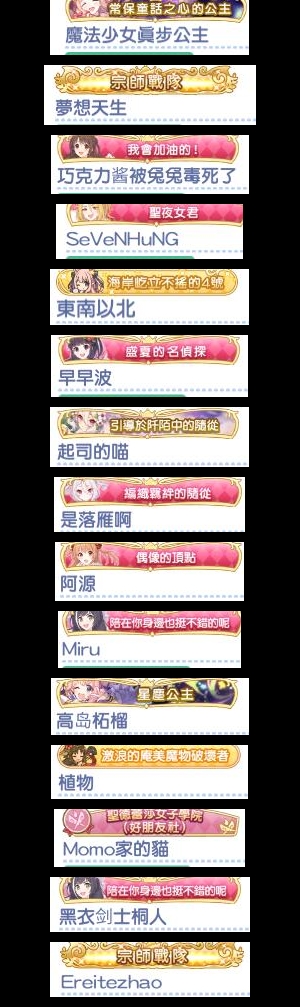 常保童話之心的公主
魔法少女眞步公主
宗師戰隊
夢想天生
我會加油的!
巧克力酱被兔兔毒死了
聖夜女君
SeVeNHuNG
海岸屹立不搖的4號
東南以北
盛夏的名偵探
早早波
引導於阡陌中的隨從
起司的喵
編織羈絆的隨從
是落雁啊
偶像的頂點
阿源
陪在你身邊也挺不錯的呢
Miru
星塵公主
高岛柘榴
激浪的庵美魔物破壞者
植物
聖德蕾莎女子學院
(好朋友社)
Momo家的貓
陪在你身邊也挺不錯的呢
黑衣剑士桐人
宗師戰隊
Ereitezhao